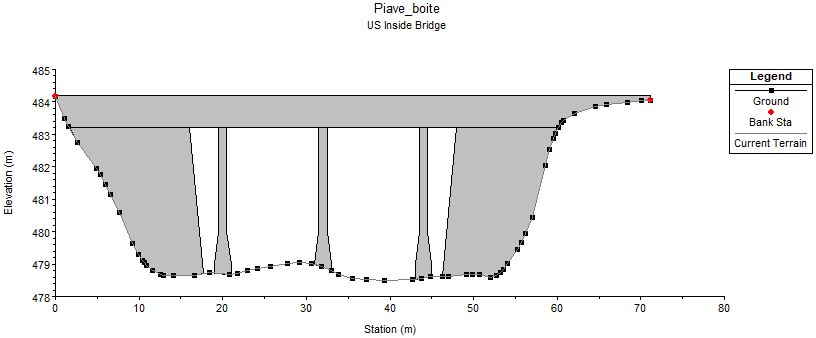 Piave_boite
US Inside Bridge
485
484
483
482
481
480
479
478
0
10
20
30
40
50
60
70
80
Elevation (m)
Station (m)
Legend
Ground
Bank Sta
Current Terrain